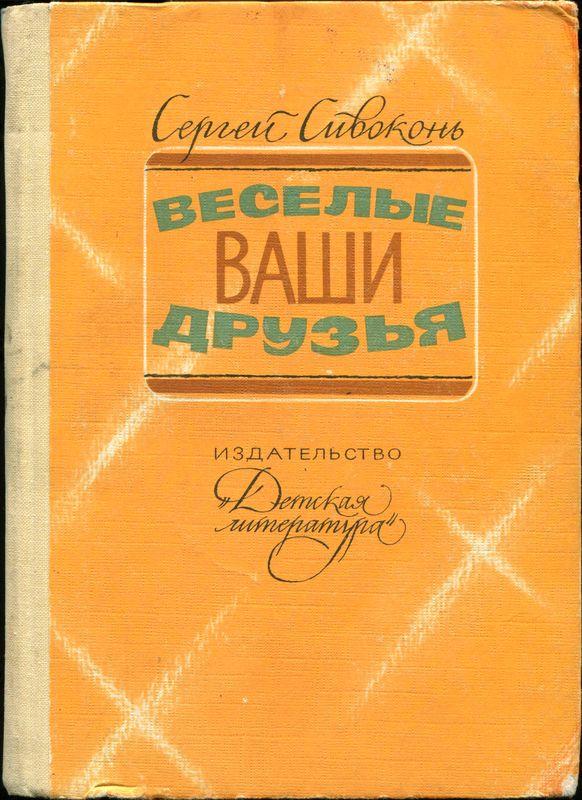 Сергей Сивоконь
ВЕСЕЛЫЕ
ВАШИ
ДРУЗЬЯ
ИЗДАТЕЛЬСТВО
„Детская
литература“